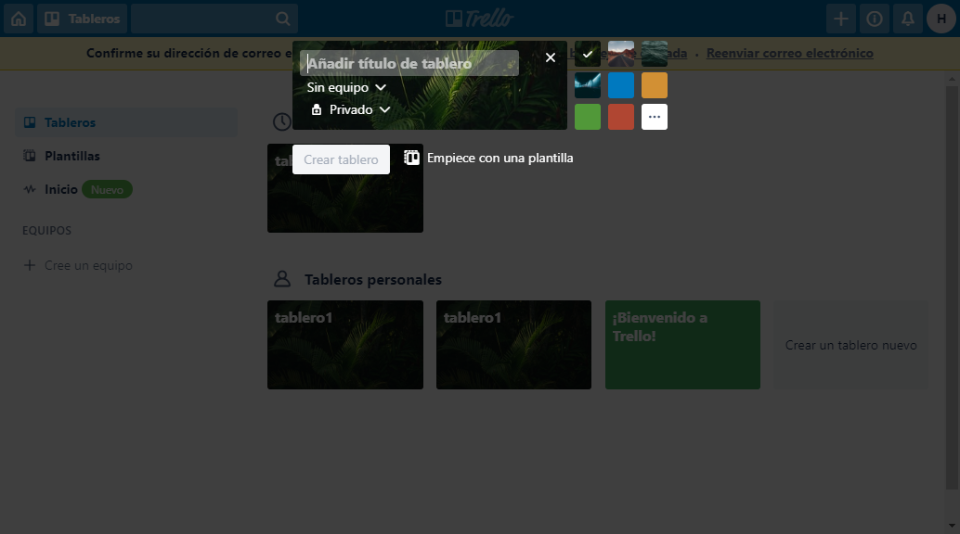 Tableros
Trello
H
Confirme su dirección de correo e
Reenviar correo electrónico
Añadir título de tablero
Sin equipo
Privado
Crear tablero
Empiece con una plantilla
Tableros
Plantillas
Inicio Nuevo
EQUIPOS
Cree un equipo
Tableros personales
tablero1
tablero1
¡Bienvenido a
Trello!
Crear un tablero nuevo